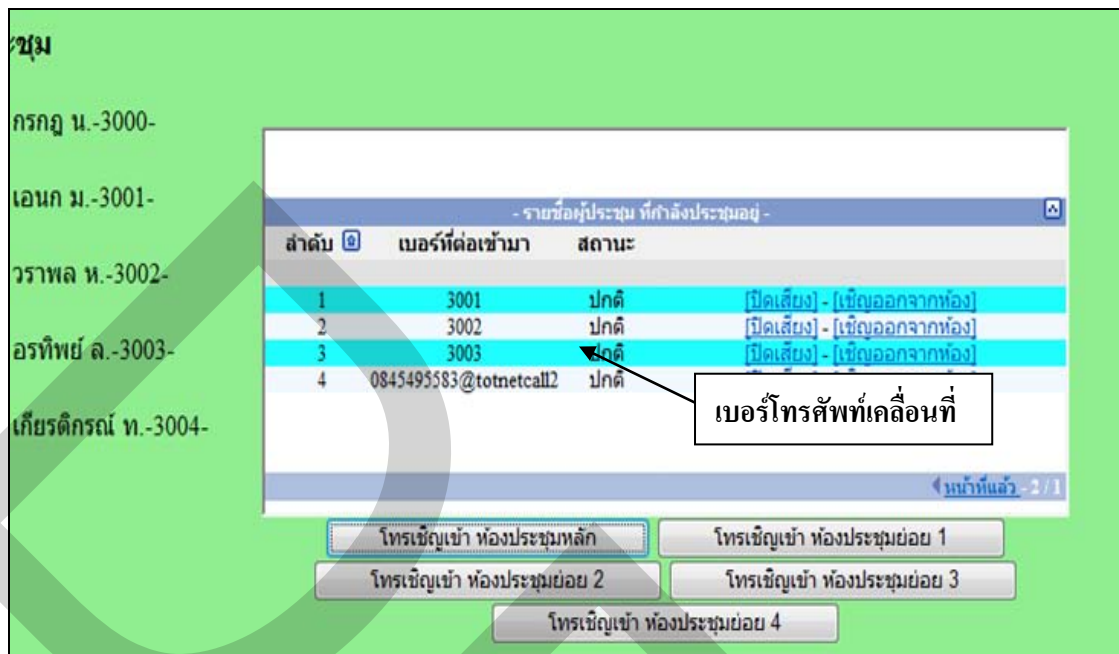 ะชุม
กรกฎ น.-3000-
เอนก ม.-3001-
วราพล ห.-3002-
อรทิพย์ ล.-3003-
เกียรติกรณ์ ท.-3004-
- รายชื่อผู้ประชุม ที่กำลังประชุมอยู่ -
ลำดับ เบอร์ที่ต่อเข้ามา สถานะ
1 3001 ปกติ [ปิดเสียง] - [เชิญออกจากห้อง]
2 3002 ปกติ [ปิดเสียง] - [เชิญออกจากห้อง]
3 3003 ปกติ [ปิดเสียง] - [เชิญออกจากห้อง]
4 0845495583@totnetcall2 ปกติ
เบอร์โทรศัพท์เคลื่อนที่
หน้าที่แล้ว - 2 / 1
โทรเชิญเข้า ห้องประชุมหลัก โทรเชิญเข้า ห้องประชุมย่อย 1
โทรเชิญเข้า ห้องประชุมย่อย 2 โทรเชิญเข้า ห้องประชุมย่อย 3
โทรเชิญเข้า ห้องประชุมย่อย 4